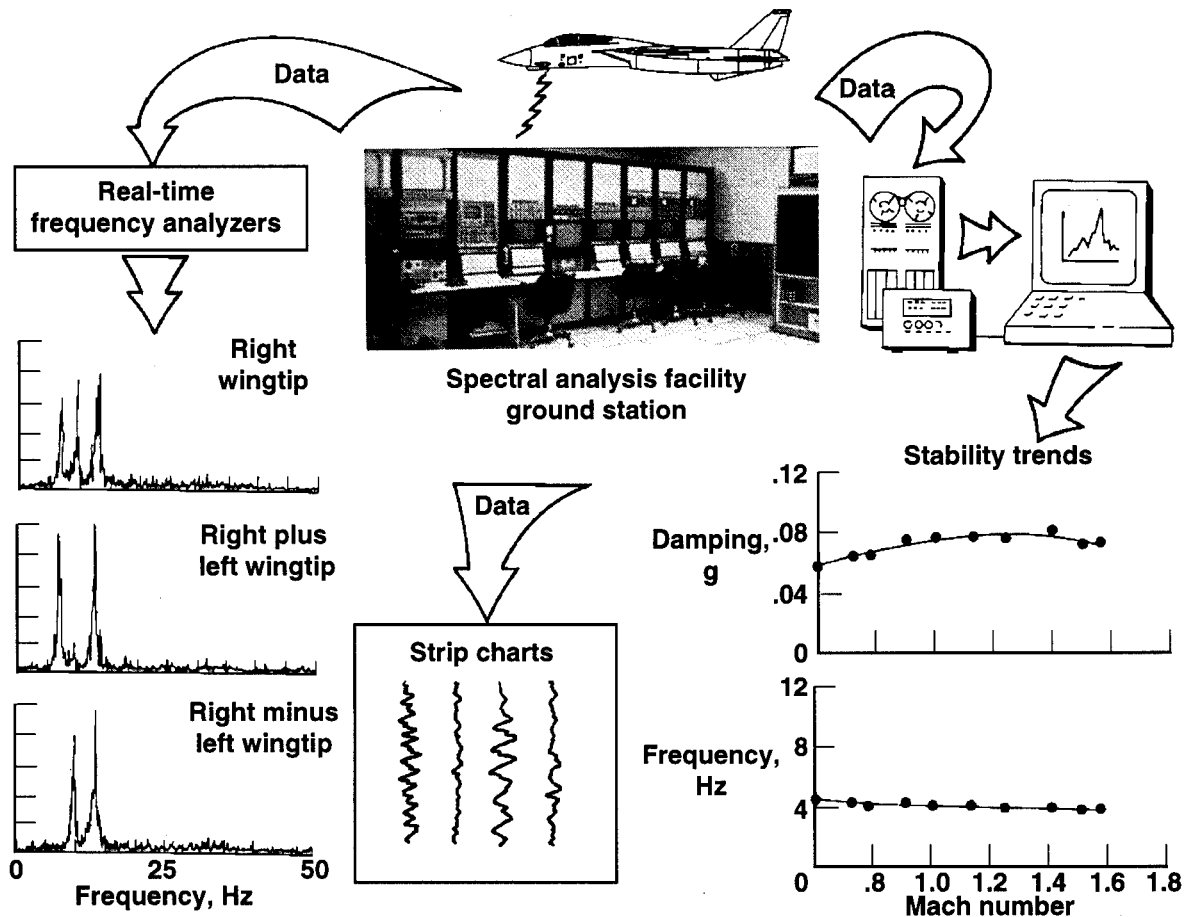 Data
Data
Real-time
frequency analyzers
Right
wingtip
Spectral analysis facility
ground station
Stability trends
Right plus
left wingtip
Data
.12
Damping,
g
.08
.04
0
Strip charts
Right minus
left wingtip
12
Frequency,
Hz
8
4
0 25 50
Frequency, Hz
0 .8 1.0 1.2 1.4 1.6 1.8
Mach number